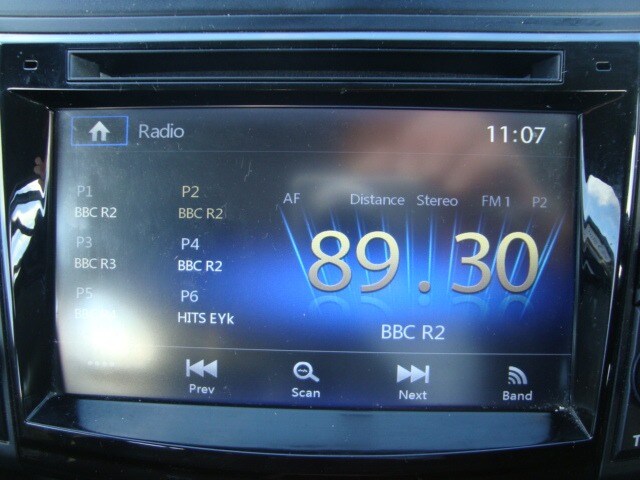 Radio
11:07
P1
BBC R2
P2
BBC R2
P3
BBC R3
P4
BBC R2
P5
P6
HITS EYk
AF Distance Stereo FM 1 P2
89.30
BBC R2
Prev
Scan
Next
Band